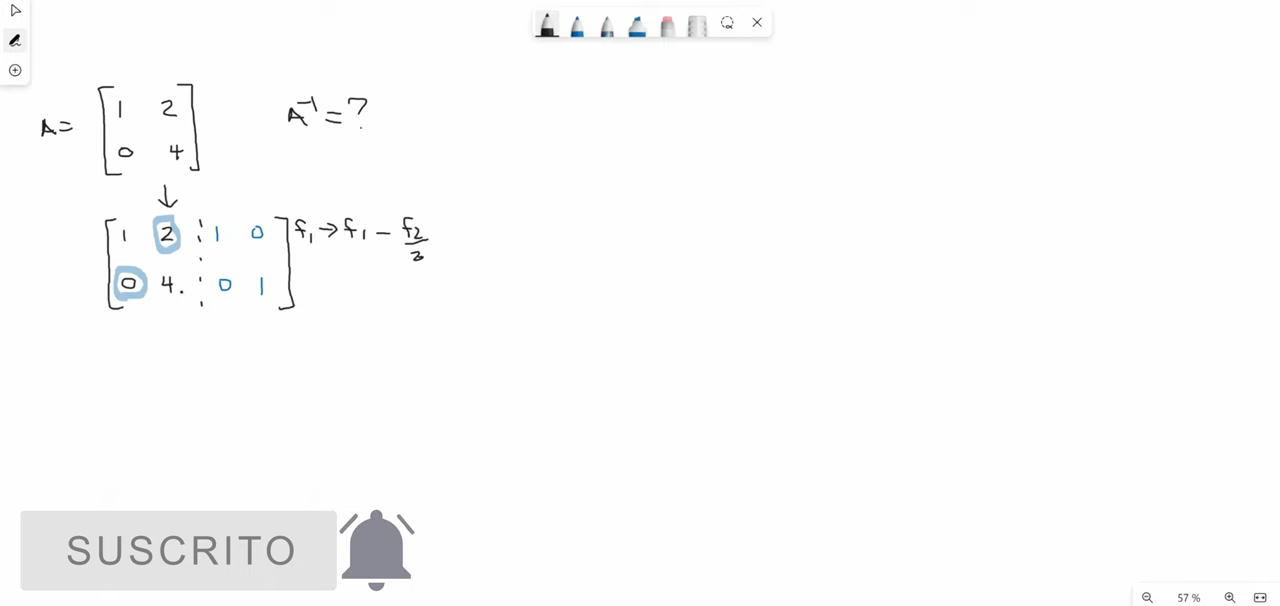 A = [ 1 2 A⁻¹ = ?
0 4 ]
↓
[ 1 2 ⋮ 1 0 ] f₁ → f₁ − f₂/2
0 4 . ⋮ 0 1
SUSCRITO
57 %